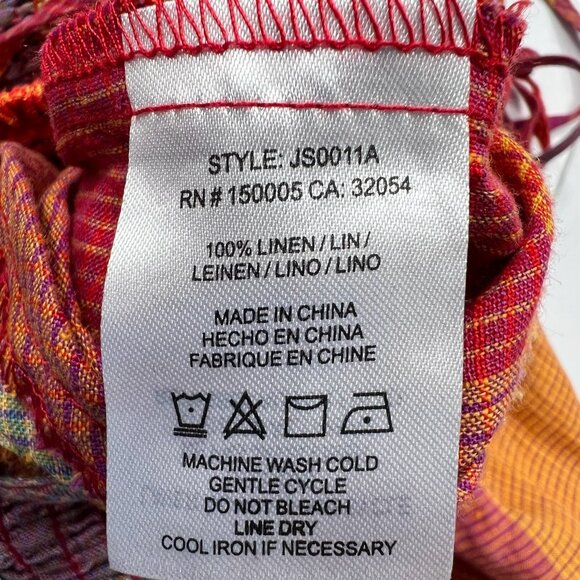 STYLE: JS0011A
RN # 150005 CA: 32054
100% LINEN / LIN /
LEINEN / LINO / LINO
MADE IN CHINA
HECHO EN CHINA
FABRIQUE EN CHINE
MACHINE WASH COLD
GENTLE CYCLE
DO NOT BLEACH
LINE DRY
COOL IRON IF NECESSARY